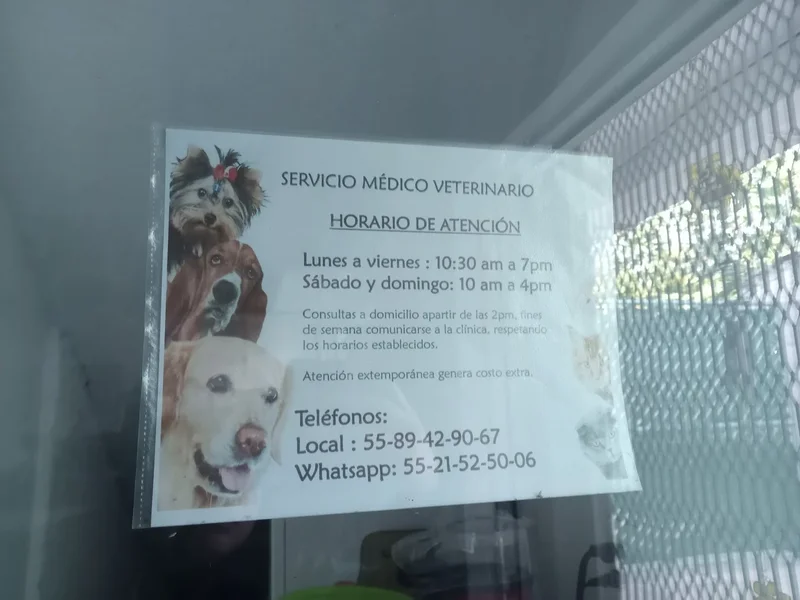 SERVICIO MÉDICO VETERINARIO
HORARIO DE ATENCIÓN
Lunes a viernes : 10:30 am a 7pm
Sábado y domingo: 10 am a 4pm
Consultas a domicilio apartir de las 2pm, fines
de semana comunicarse a la clínica, respetando
los horarios establecidos.
Atención extemporánea genera costo extra.
Teléfonos:
Local : 55-89-42-90-67
Whatsapp: 55-21-52-50-06